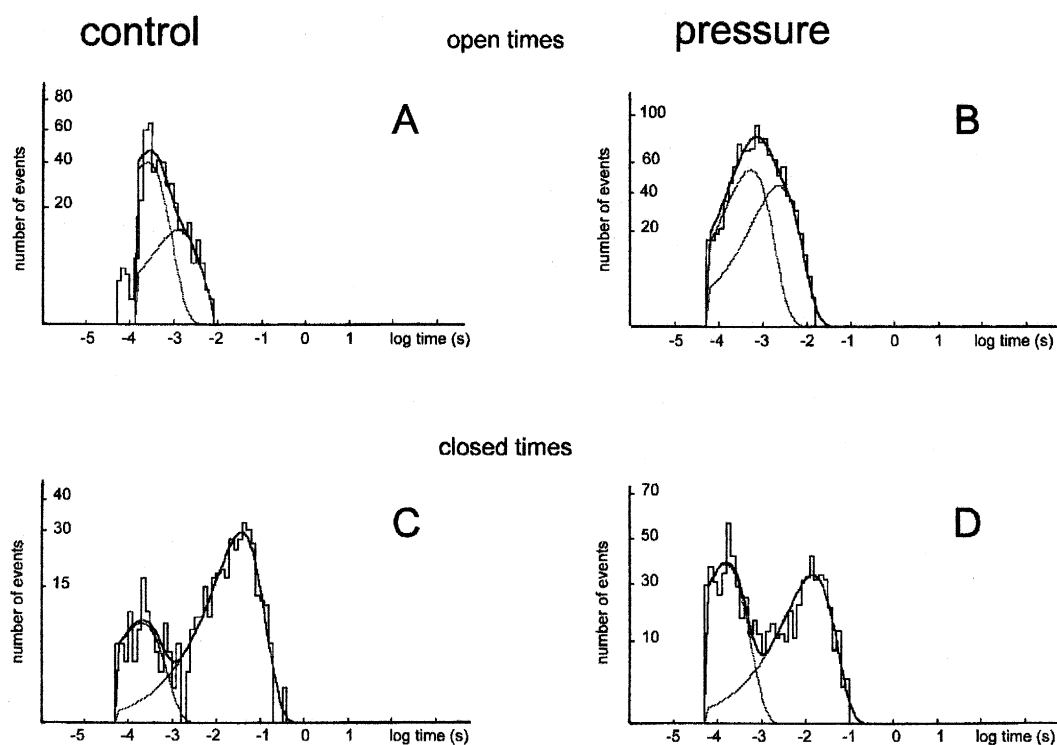 control
open times
pressure
A
number of events
80
60
40
20
-5 -4 -3 -2 -1 0 1 log time (s)
B
number of events
100
60
40
20
-5 -4 -3 -2 -1 0 1 log time (s)
closed times
C
number of events
40
30
15
-5 -4 -3 -2 -1 0 1 log time (s)
D
number of events
70
50
30
10
-5 -4 -3 -2 -1 0 1 log time (s)